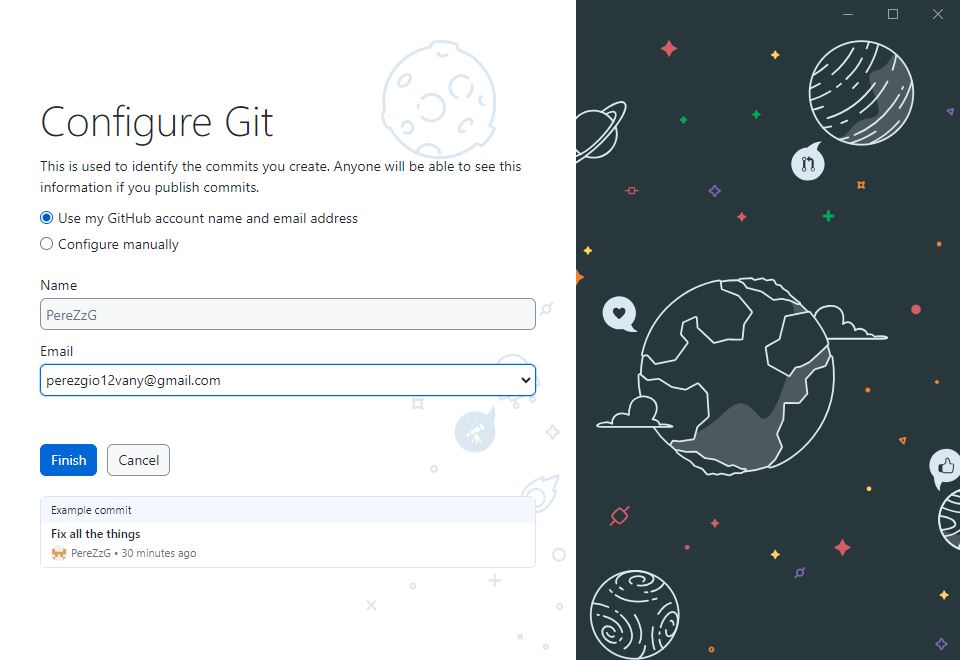 Configure Git
This is used to identify the commits you create. Anyone will be able to see this
information if you publish commits.
Use my GitHub account name and email address
Configure manually
Name
PereZzG
Email
perezgio12vany@gmail.com
Finish Cancel
Example commit
Fix all the things
PereZzG • 30 minutes ago